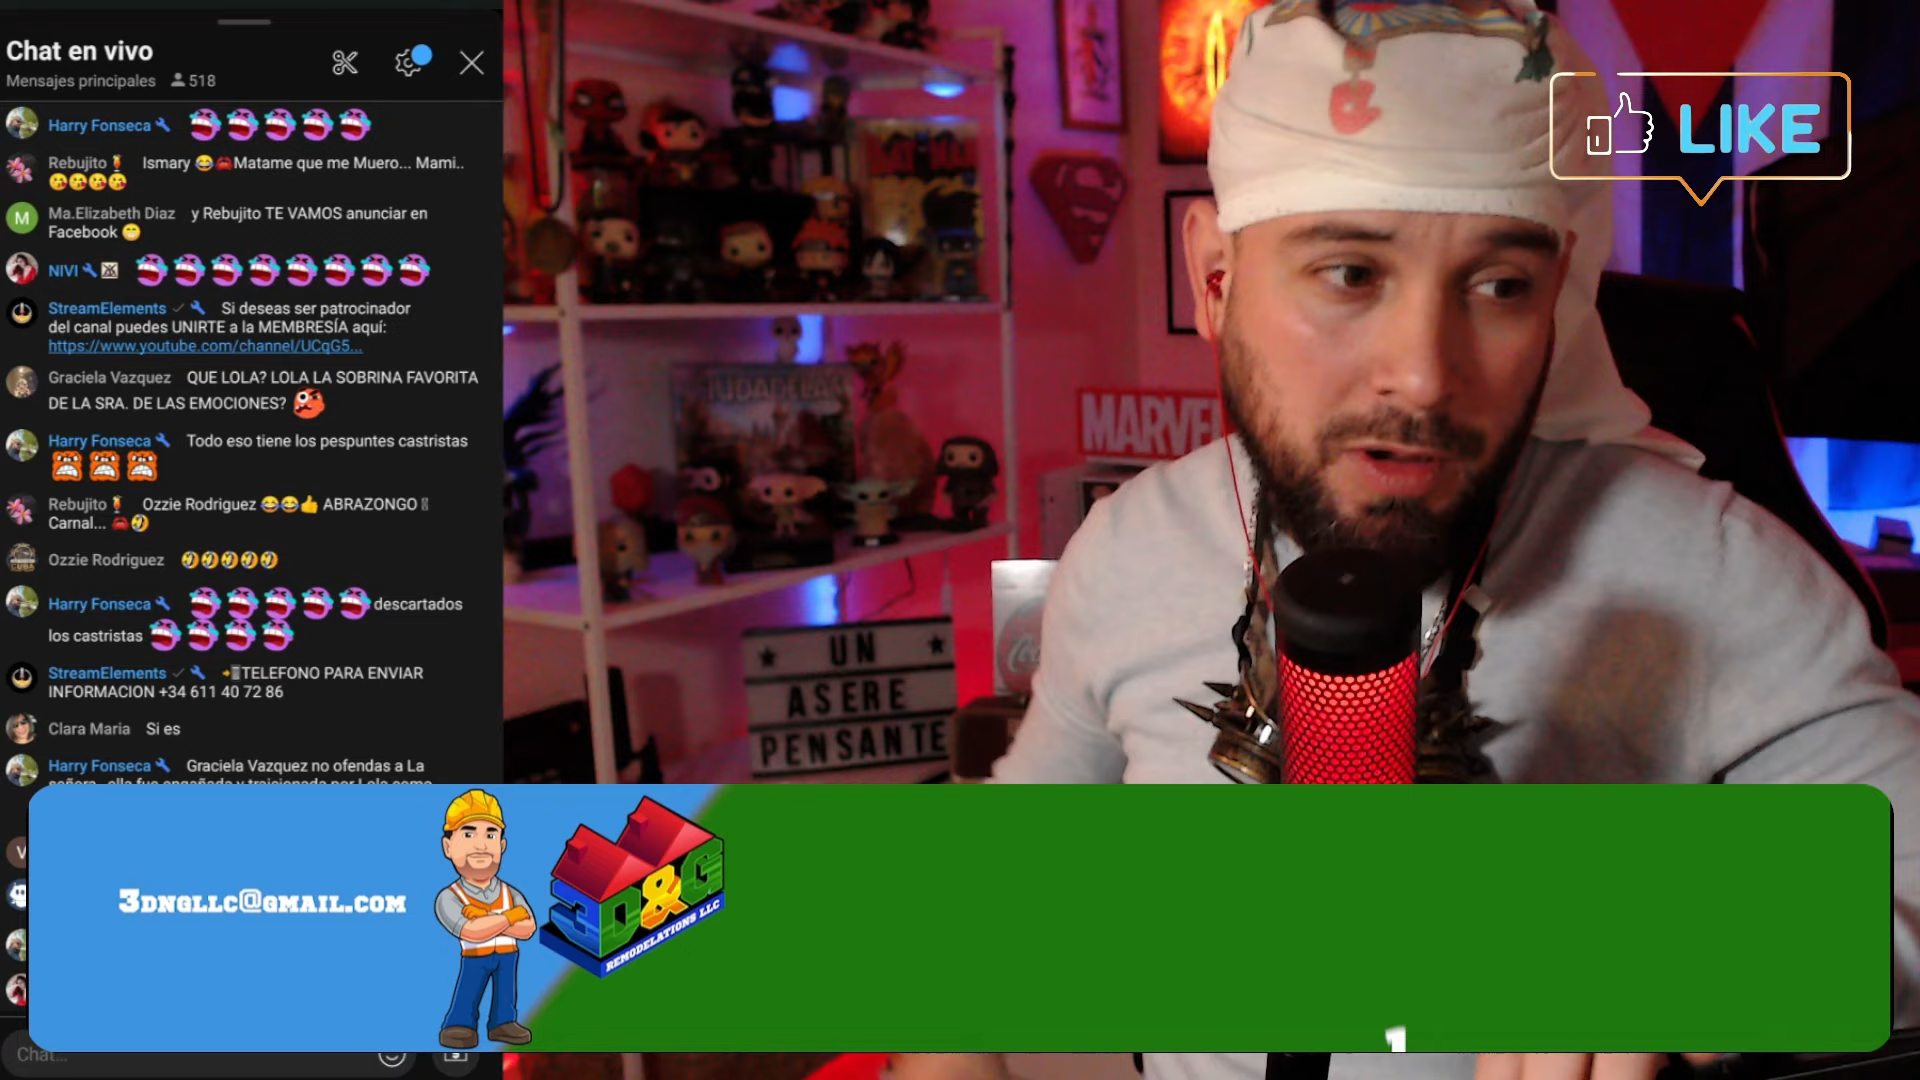 Chat en vivo
Mensajes principales 518
Harry Fonseca
Rebujito Ismary Matame que me Muero... Mami..
Ma.Elizabeth Diaz y Rebujito TE VAMOS anunciar en
Facebook
NIVI
StreamElements Si deseas ser patrocinador
del canal puedes UNIRTE a la MEMBRESÍA aquí:
https://www.youtube.com/channel/UCqG5...
Graciela Vazquez QUE LOLA? LOLA LA SOBRINA FAVORITA
DE LA SRA. DE LAS EMOCIONES?
Harry Fonseca Todo eso tiene los pespuntes castristas
Rebujito Ozzie Rodriguez ABRAZONGO
Carnal...
Ozzie Rodriguez
Harry Fonseca descartados
los castristas
StreamElements TELEFONO PARA ENVIAR
INFORMACION +34 611 40 72 86
Clara Maria Si es
Harry Fonseca Graciela Vazquez no ofendas a La
Chat...
LIKE
MARVEL
UN
ASERE
PENSANTE
3DNGLLC@GMAIL.COM
3D&G
REMODELATIONS LLC